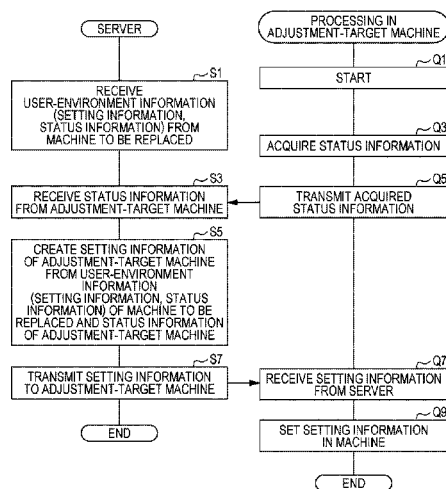 SERVER
S1
RECEIVE
USER-ENVIRONMENT INFORMATION
(SETTING INFORMATION,
STATUS INFORMATION) FROM
MACHINE TO BE REPLACED
S3
RECEIVE STATUS INFORMATION
FROM ADJUSTMENT-TARGET MACHINE
S5
CREATE SETTING INFORMATION
OF ADJUSTMENT-TARGET MACHINE
FROM USER-ENVIRONMENT
INFORMATION
(SETTING INFORMATION, STATUS
INFORMATION) OF MACHINE TO BE
REPLACED AND STATUS INFORMATION
OF ADJUSTMENT-TARGET MACHINE
S7
TRANSMIT SETTING INFORMATION
TO ADJUSTMENT-TARGET MACHINE
END
PROCESSING IN
ADJUSTMENT-TARGET MACHINE
Q1
START
Q3
ACQUIRE STATUS INFORMATION
Q5
TRANSMIT ACQUIRED
STATUS INFORMATION
Q7
RECEIVE SETTING INFORMATION
FROM SERVER
Q9
SET SETTING INFORMATION
IN MACHINE
END